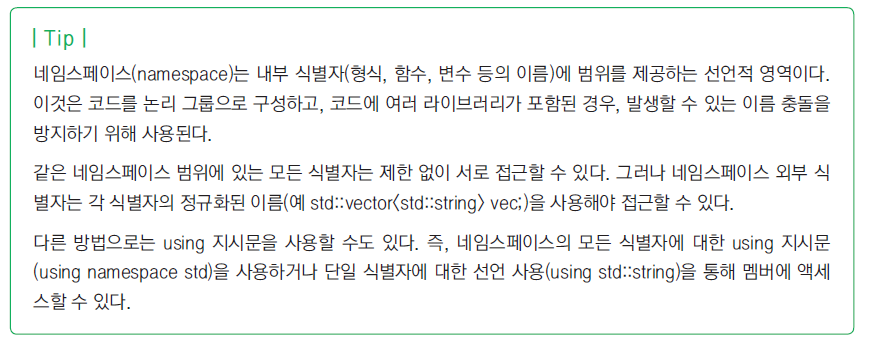 | Tip |
네임스페이스(namespace)는 내부 식별자(형식, 함수, 변수 등의 이름)에 범위를 제공하는 선언적 영역이다.
이것은 코드를 논리 그룹으로 구성하고, 코드에 여러 라이브러리가 포함된 경우, 발생할 수 있는 이름 충돌을
방지하기 위해 사용된다.
같은 네임스페이스 범위에 있는 모든 식별자는 제한 없이 서로 접근할 수 있다. 그러나 네임스페이스 외부 식
별자는 각 식별자의 정규화된 이름(예 std::vector<std::string> vec;)을 사용해야 접근할 수 있다.
다른 방법으로는 using 지시문을 사용할 수도 있다. 즉, 네임스페이스의 모든 식별자에 대한 using 지시문
(using namespace std)을 사용하거나 단일 식별자에 대한 선언 사용(using std::string)을 통해 멤버에 액세
스할 수 있다.